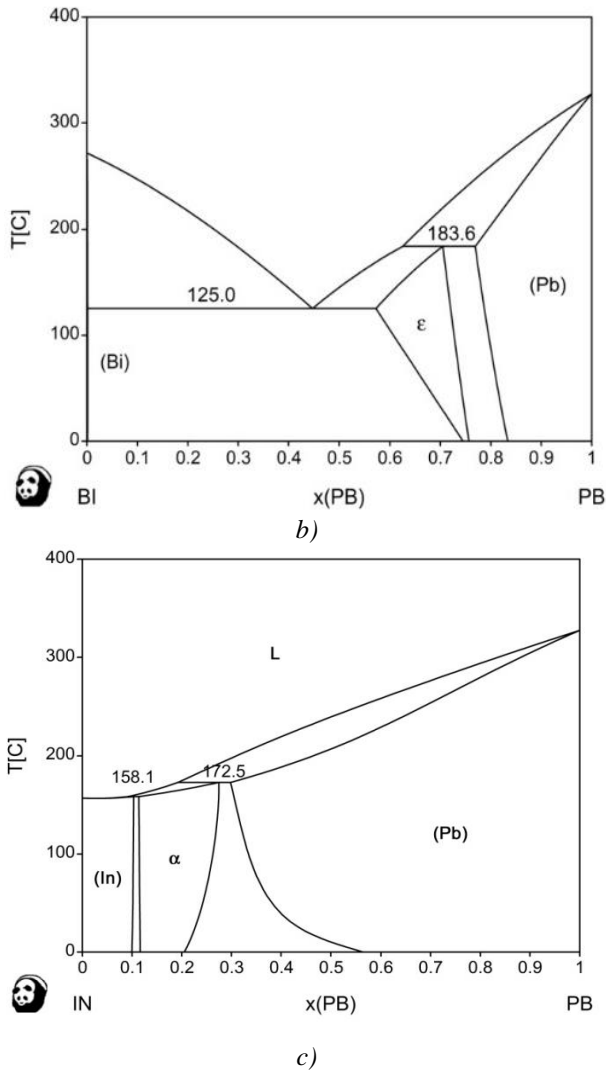 400
300
T[C]
200
183.6
125.0
(Pb)
ε
100
(Bi)
0
0 0.1 0.2 0.3 0.4 0.5 0.6 0.7 0.8 0.9 1
BI x(PB) PB
b)
400
L
300
T[C]
200
158.1 172.5
(Pb)
100
(In) α
0
0 0.1 0.2 0.3 0.4 0.5 0.6 0.7 0.8 0.9 1
IN x(PB) PB
c)